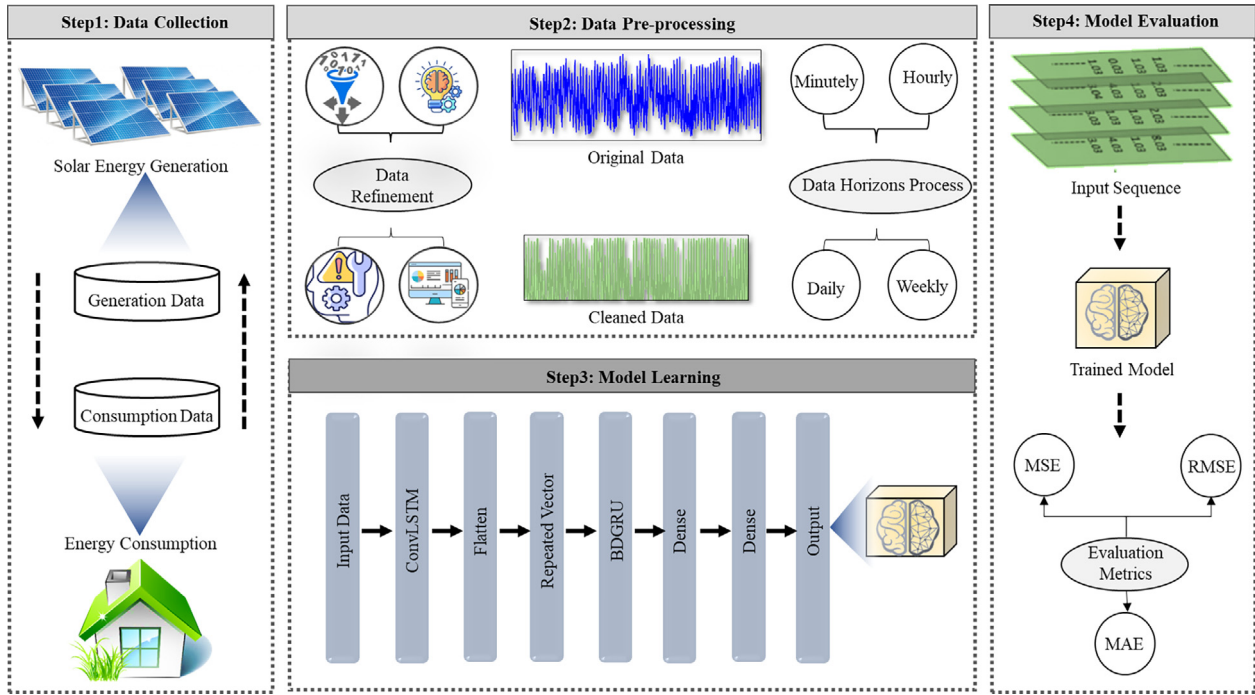 Step1: Data Collection
Solar Energy Generation
Generation Data
Consumption Data
Energy Consumption
Step2: Data Pre-processing
Data
Refinement
Original Data
Cleaned Data
Minutely
Hourly
Data Horizons Process
Daily
Weekly
Step3: Model Learning
Input Data
ConvLSTM
Flatten
Repeated Vector
BDGRU
Dense
Dense
Output
Step4: Model Evaluation
Input Sequence
Trained Model
MSE
RMSE
Evaluation
Metrics
MAE